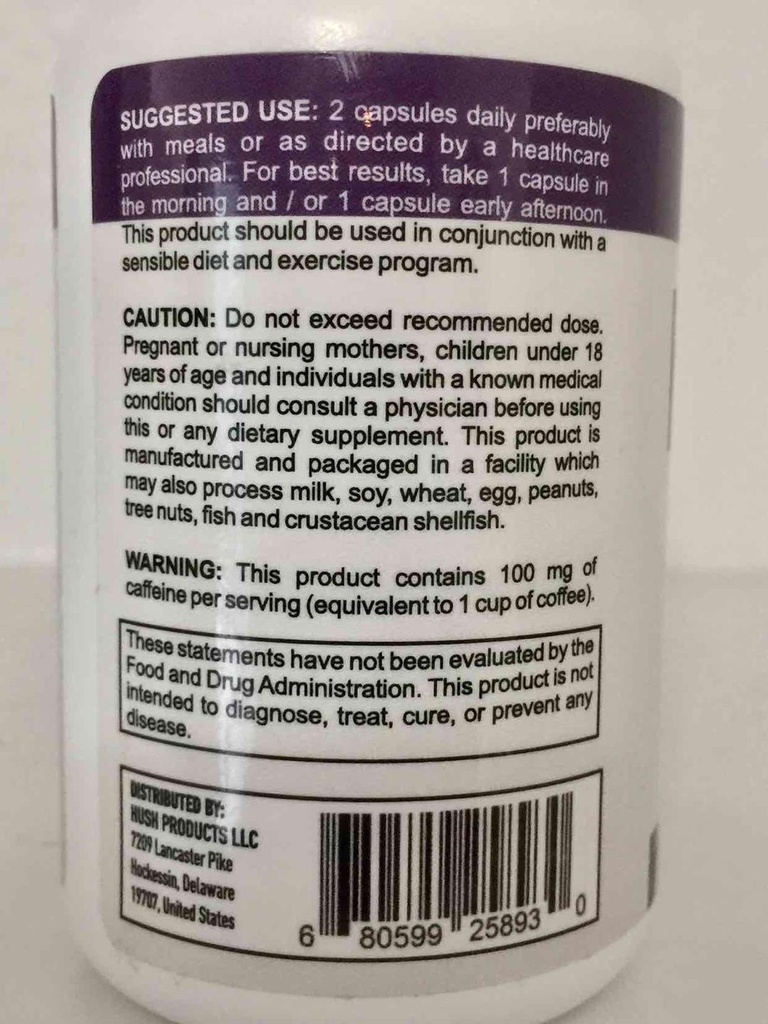 SUGGESTED USE: 2 capsules daily preferably
with meals or as directed by a healthcare
professional. For best results, take 1 capsule in
the morning and / or 1 capsule early afternoon.
This product should be used in conjunction with a
sensible diet and exercise program.
CAUTION: Do not exceed recommended dose.
Pregnant or nursing mothers, children under 18
years of age and individuals with a known medical
condition should consult a physician before using
this or any dietary supplement. This product is
manufactured and packaged in a facility which
may also process milk, soy, wheat, egg, peanuts,
tree nuts, fish and crustacean shellfish.
WARNING: This product contains 100 mg of
caffeine per serving (equivalent to 1 cup of coffee).
These statements have not been evaluated by the
Food and Drug Administration. This product is not
intended to diagnose, treat, cure, or prevent any
disease.
DISTRIBUTED BY:
HUSH PRODUCTS LLC
7209 Lancaster Pike
Hockessin, Delaware
19707, United States
6 80599 25893 0